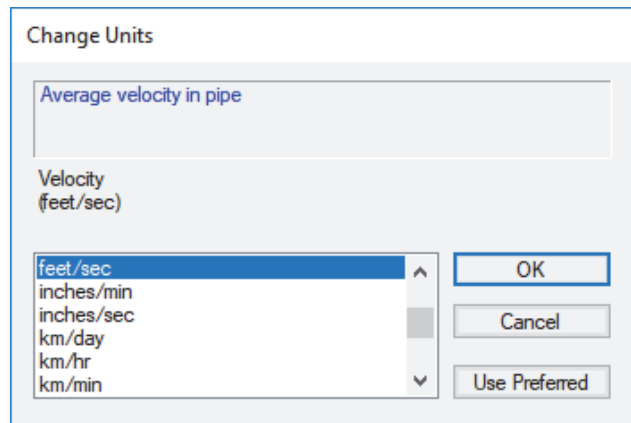 Change Units
Average velocity in pipe
Velocity
(feet/sec)
feet/sec
inches/min
inches/sec
km/day
km/hr
km/min
OK
Cancel
Use Preferred